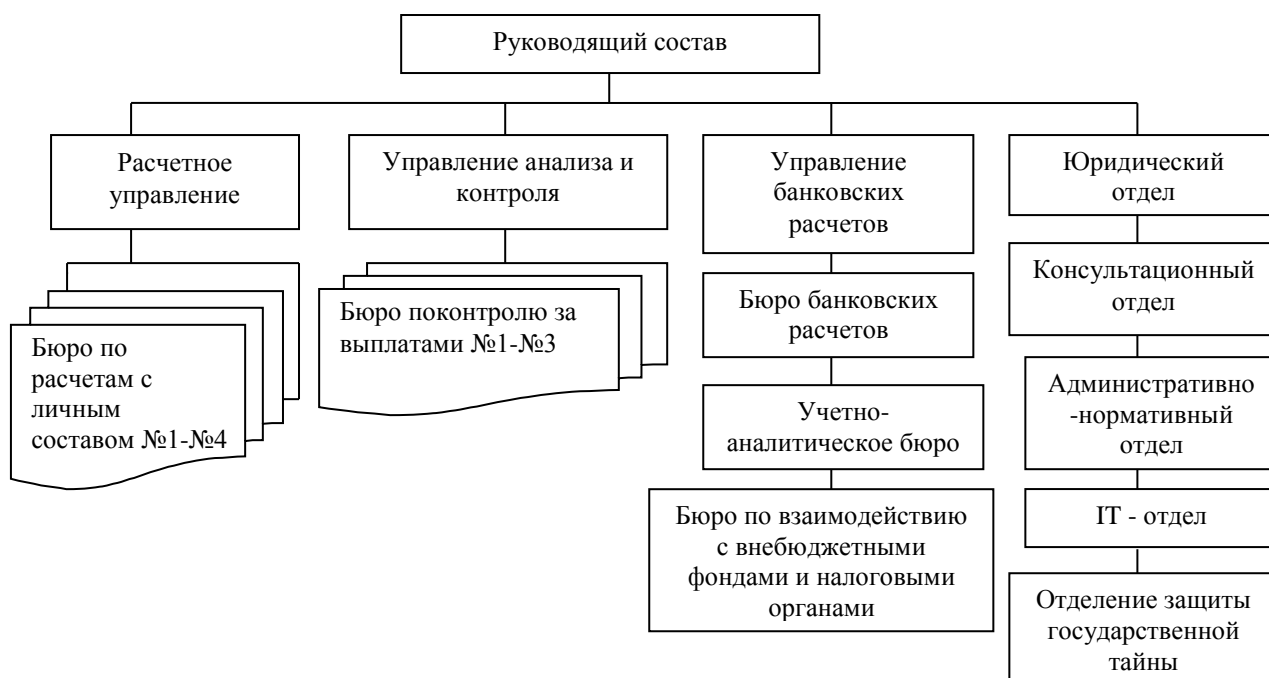 Руководящий состав
Расчетное
управление
Управление анализа и
контроля
Управление
банковских
расчетов
Юридический
отдел
Бюро по
расчетам с
личным
составом №1-№4
Бюро поконтролю за
выплатами №1-№3
Бюро банковских
расчетов
Учетно-
аналитическое бюро
Бюро по взаимодействию
с внебюджетными
фондами и налоговыми
органами
Консультационный
отдел
Административно
-нормативный
отдел
IT - отдел
Отделение защиты
государственной
тайны